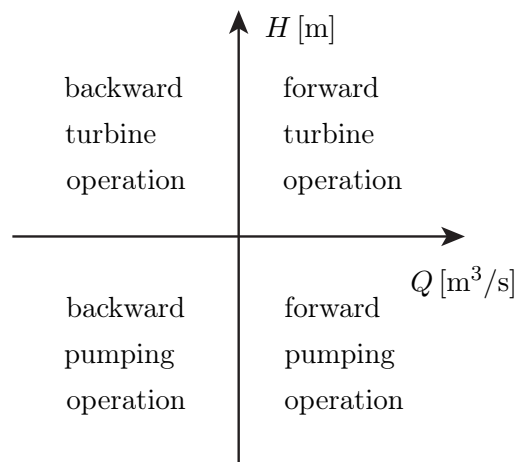 H [m]
backward
turbine
operation
forward
turbine
operation
Q [m³/s]
backward
pumping
operation
forward
pumping
operation